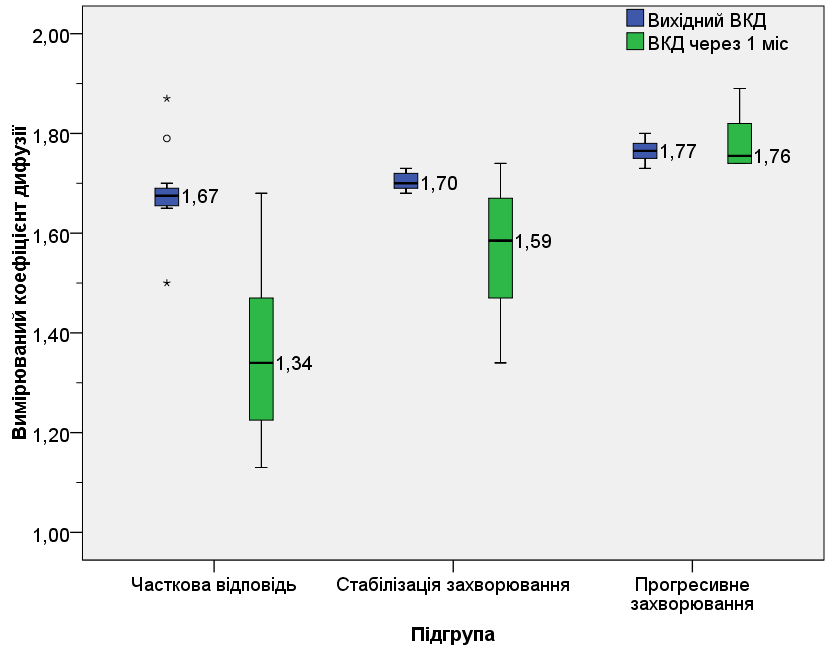 Вихідний ВКД
ВКД через 1 міс
Вимірюваний коефіцієнт дифузії
2,00
1,80
1,60
1,40
1,20
1,00
1,67
1,34
1,70
1,59
1,77
1,76
Часткова відповідь
Стабілізація захворювання
Прогресивне
захворювання
Підгрупа